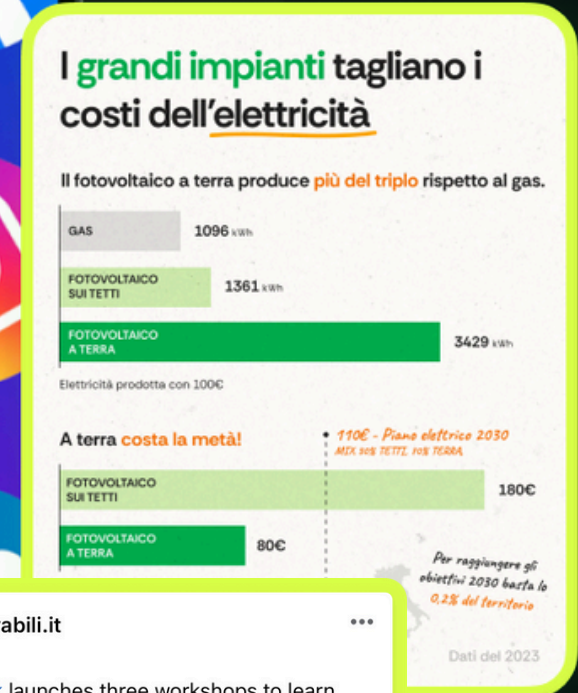 I grandi impianti tagliano i
costi dell'elettricità
Il fotovoltaico a terra produce più del triplo rispetto al gas.
GAS
1096 kWh
FOTOVOLTAICO
SUI TETTI
1361 kWh
FOTOVOLTAICO
A TERRA
3429 kWh
Elettricità prodotta con 100€
A terra costa la metà!
110€ - Piano elettrico 2030
MIX 30% TETTI, 70% TERRA
FOTOVOLTAICO
SUI TETTI
180€
FOTOVOLTAICO
A TERRA
80€
Per raggiungere gli
obiettivi 2030 basta lo
0,2% del territorio
Dati del 2023
abili.it
launches three workshops to learn